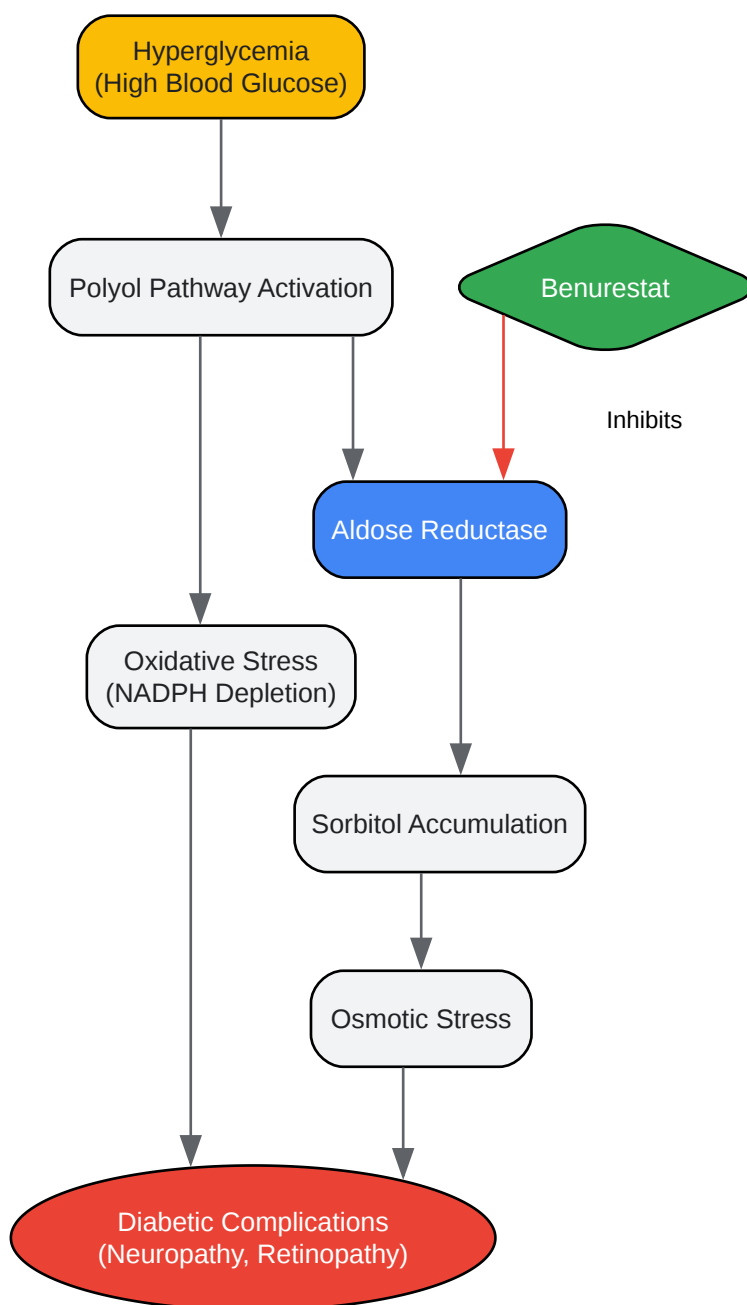 Hyperglycemia
(High Blood Glucose)
Polyol Pathway Activation
Benurestat
Inhibits
Aldose Reductase
Oxidative Stress
(NADPH Depletion)
Sorbitol Accumulation
Osmotic Stress
Diabetic Complications
(Neuropathy, Retinopathy)